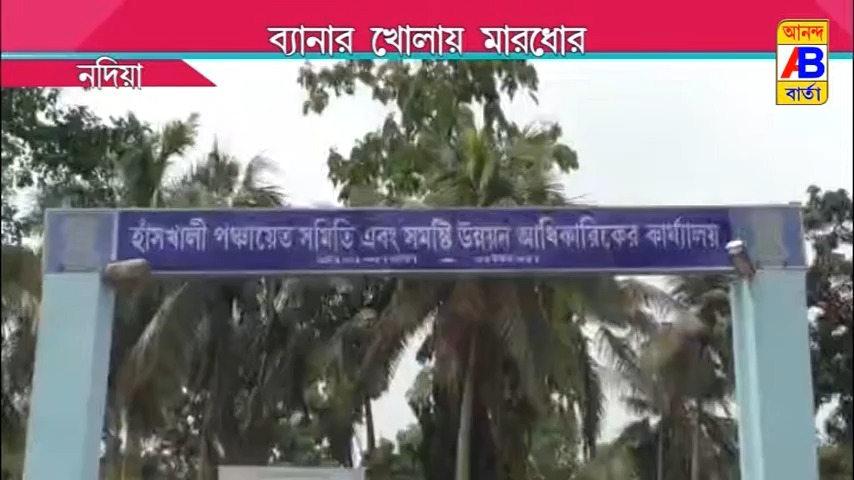 ব্যানার খোলায় মারধোর
নদিয়া
আনন্দ
AB
বার্তা
হাঁসখালী পঞ্চায়েত সমিতি এবং সমষ্টি উন্নয়ন আধিকারিকের কার্য্যালয়